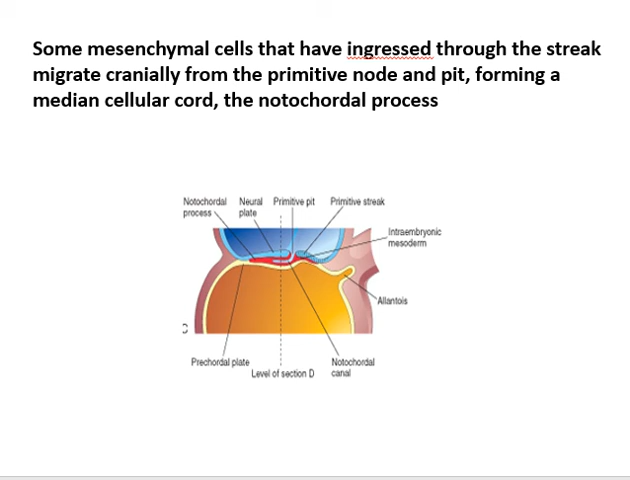 Some mesenchymal cells that have ingressed through the streak
migrate cranially from the primitive node and pit, forming a
median cellular cord, the notochordal process
Notochordal process
Neural plate
Primitive pit
Primitive streak
Intraembryonic
mesoderm
Allantois
Prechordal plate
Level of section D
Notochordal
canal